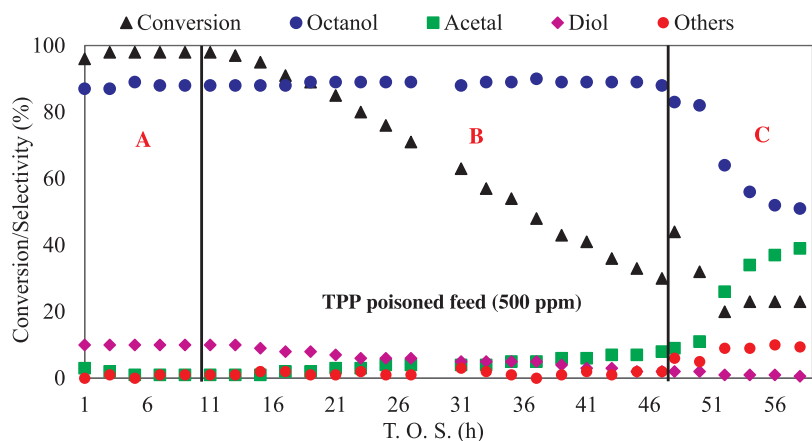 Conversion Octanol Acetal Diol Others
100
80
60
40
20
0
Conversion/Selectivity (%)
A
B
C
TPP poisoned feed (500 ppm)
1 6 11 16 21 26 31 36 41 46 51 56
T. O. S. (h)